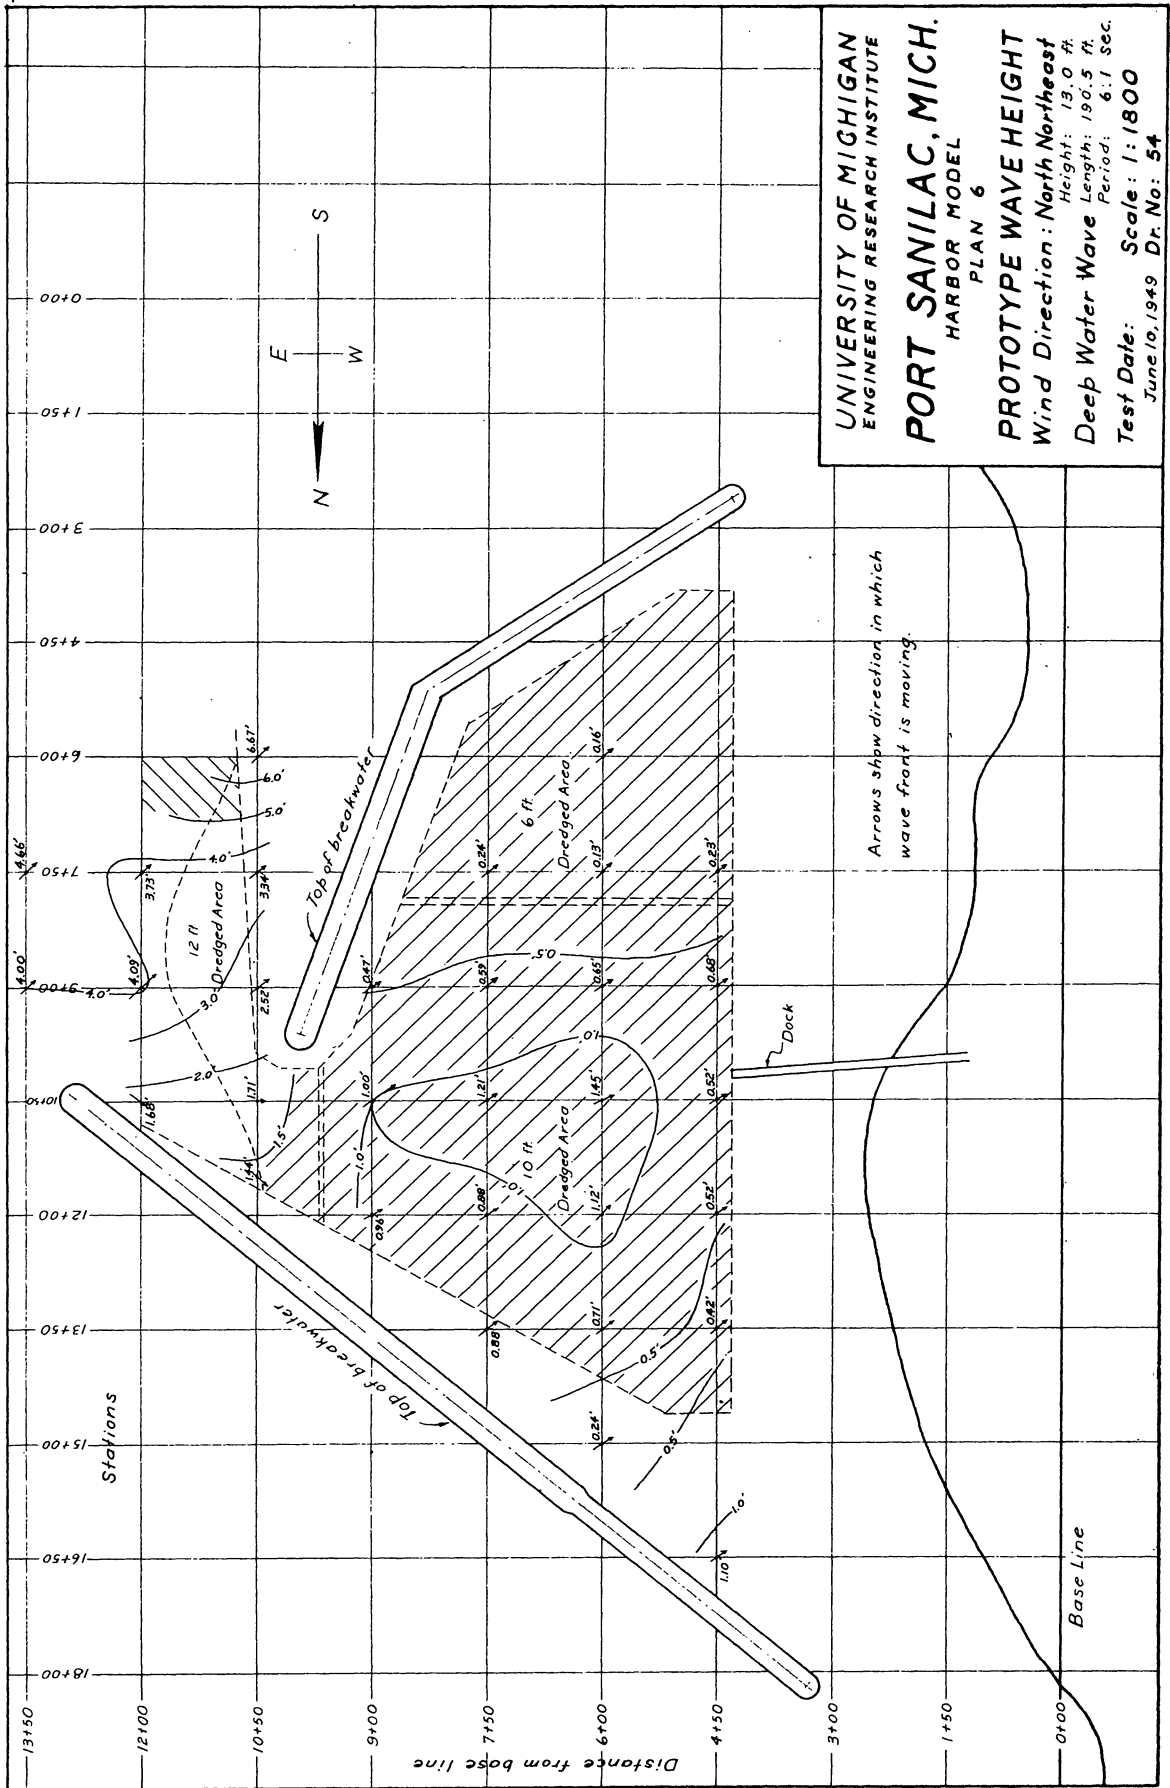 UNIVERSITY OF MICHIGAN
ENGINEERING RESEARCH INSTITUTE
PORT SANILAC, MICH.
HARBOR MODEL
PLAN 6
PROTOTYPE WAVE HEIGHT
Wind Direction: North Northeast
Height: 13.0 ft.
Deep Water Wave Length: 190.5 ft.
Period: 6.1 sec.
Test Date: Scale: 1:1800
June 10, 1949 Dr. No: 54
Stations
18+00
16+50
15+00
13+50
12+00
10+50
9+00
7+50
6+00
4+50
3+00
1+50
0+00
Distance from base line
13+50
12+00
10+50
9+00
7+50
6+00
4+50
3+00
1+50
0+00
N
S
E
W
4.00'
4.66'
4.0'
4.09'
3.73'
1.68'
4.0'
5.0'
6.0'
6.67'
12 ft
Dredged Area
3.0'
2.0'
1.44'
1.71'
2.52'
3.34'
1.5'
Top of breakwater
Top of breakwater
0.96'
1.0'
1.00'
0.47'
0.88'
0.88'
1.21'
0.59'
0.24'
1.0'
1.0'
10 ft.
Dredged Area
0.5'
6 ft.
Dredged Area
0.24'
0.71'
1.12'
1.45'
0.65'
0.13'
0.16'
0.5'
0.5'
1.10'
1.0'
0.42'
0.52'
0.52'
0.68'
0.23'
Dock
Arrows show direction in which
wave front is moving.
Base Line